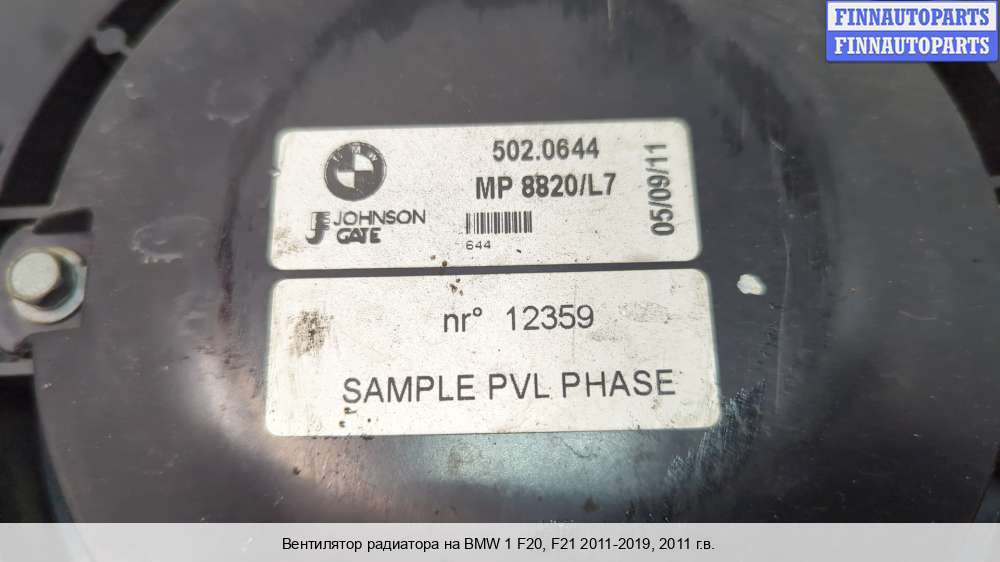 FINNAUTOPARTS
FINNAUTOPARTS
BMW
502.0644
MP 8820/L7
05/09/11
JOHNSON
GATE
644
nr° 12359
SAMPLE PVL PHASE
Вентилятор радиатора на BMW 1 F20, F21 2011-2019, 2011 г.в.